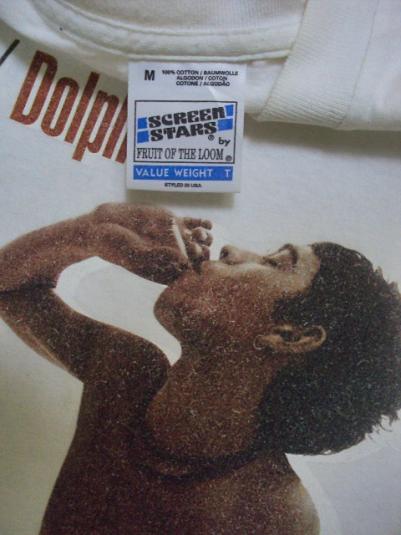 Dolph
M
100% COTTON / BAUMWOLLE
ALGODON / COTON
COTONE / ALGODÃO
SCREEN
STARS® by
FRUIT OF THE LOOM®
VALUE WEIGHT T
STYLED IN USA